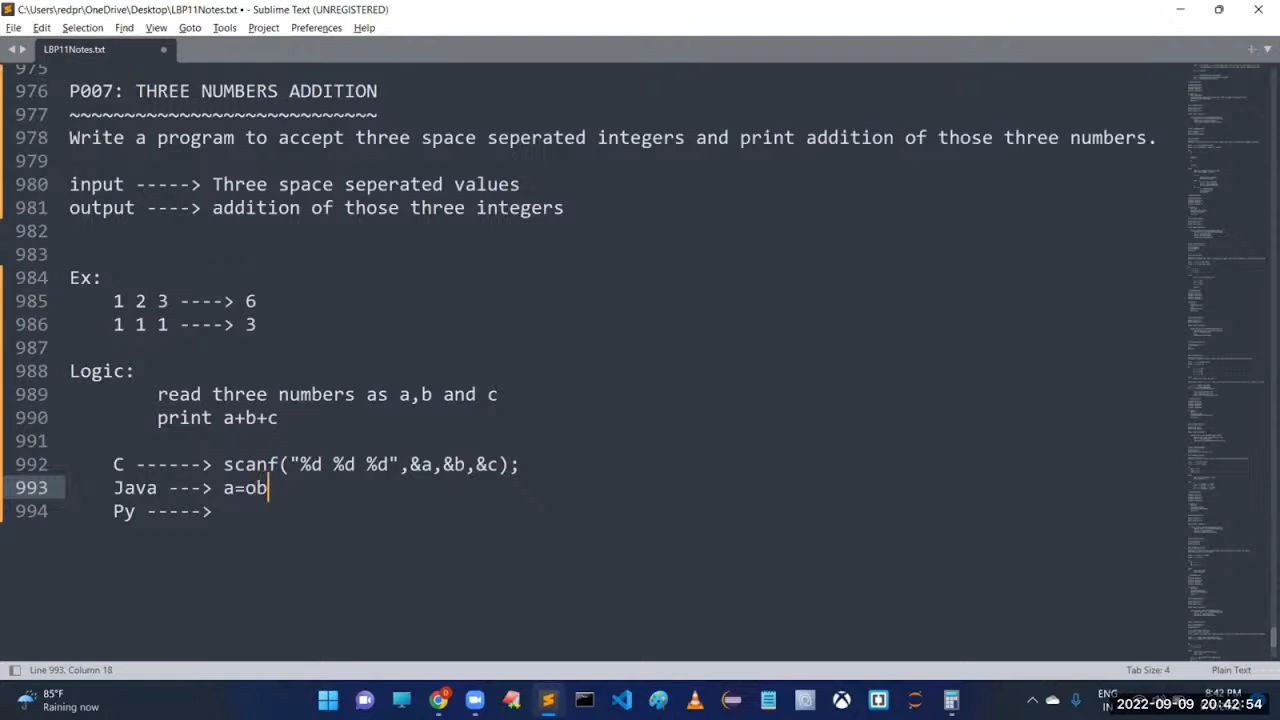 C:\Users\redpr\OneDrive\Desktop\LBP11Notes.txt • - Sublime Text (UNREGISTERED)
File Edit Selection Find View Goto Tools Project Preferences Help
LBP11Notes.txt
975
976 P007: THREE NUMBERS ADDITION
977 ~~~~~~~~~~~~~~~~~~~~~~~~~~~~
978 Write a program to accept three space seperated integers and print addition of those three numbers.
979
980 input -----> Three space seperated values
981 output ----> addition of those three integers
982
983
984 Ex:
985 1 2 3 ----> 6
986 1 1 1 ----> 3
987
988 Logic:
989 read three numbers as a,b and c
990 print a+b+c
991
992 C ------> scanf("%d %d %d",&a,&b,&c);
993 Java ---> a=ob
994 Py ----->
Line 993, Column 18 Tab Size: 4 Plain Text
85°F
Raining now
ENG
IN
8:42 PM
2022-09-09 20:42:54